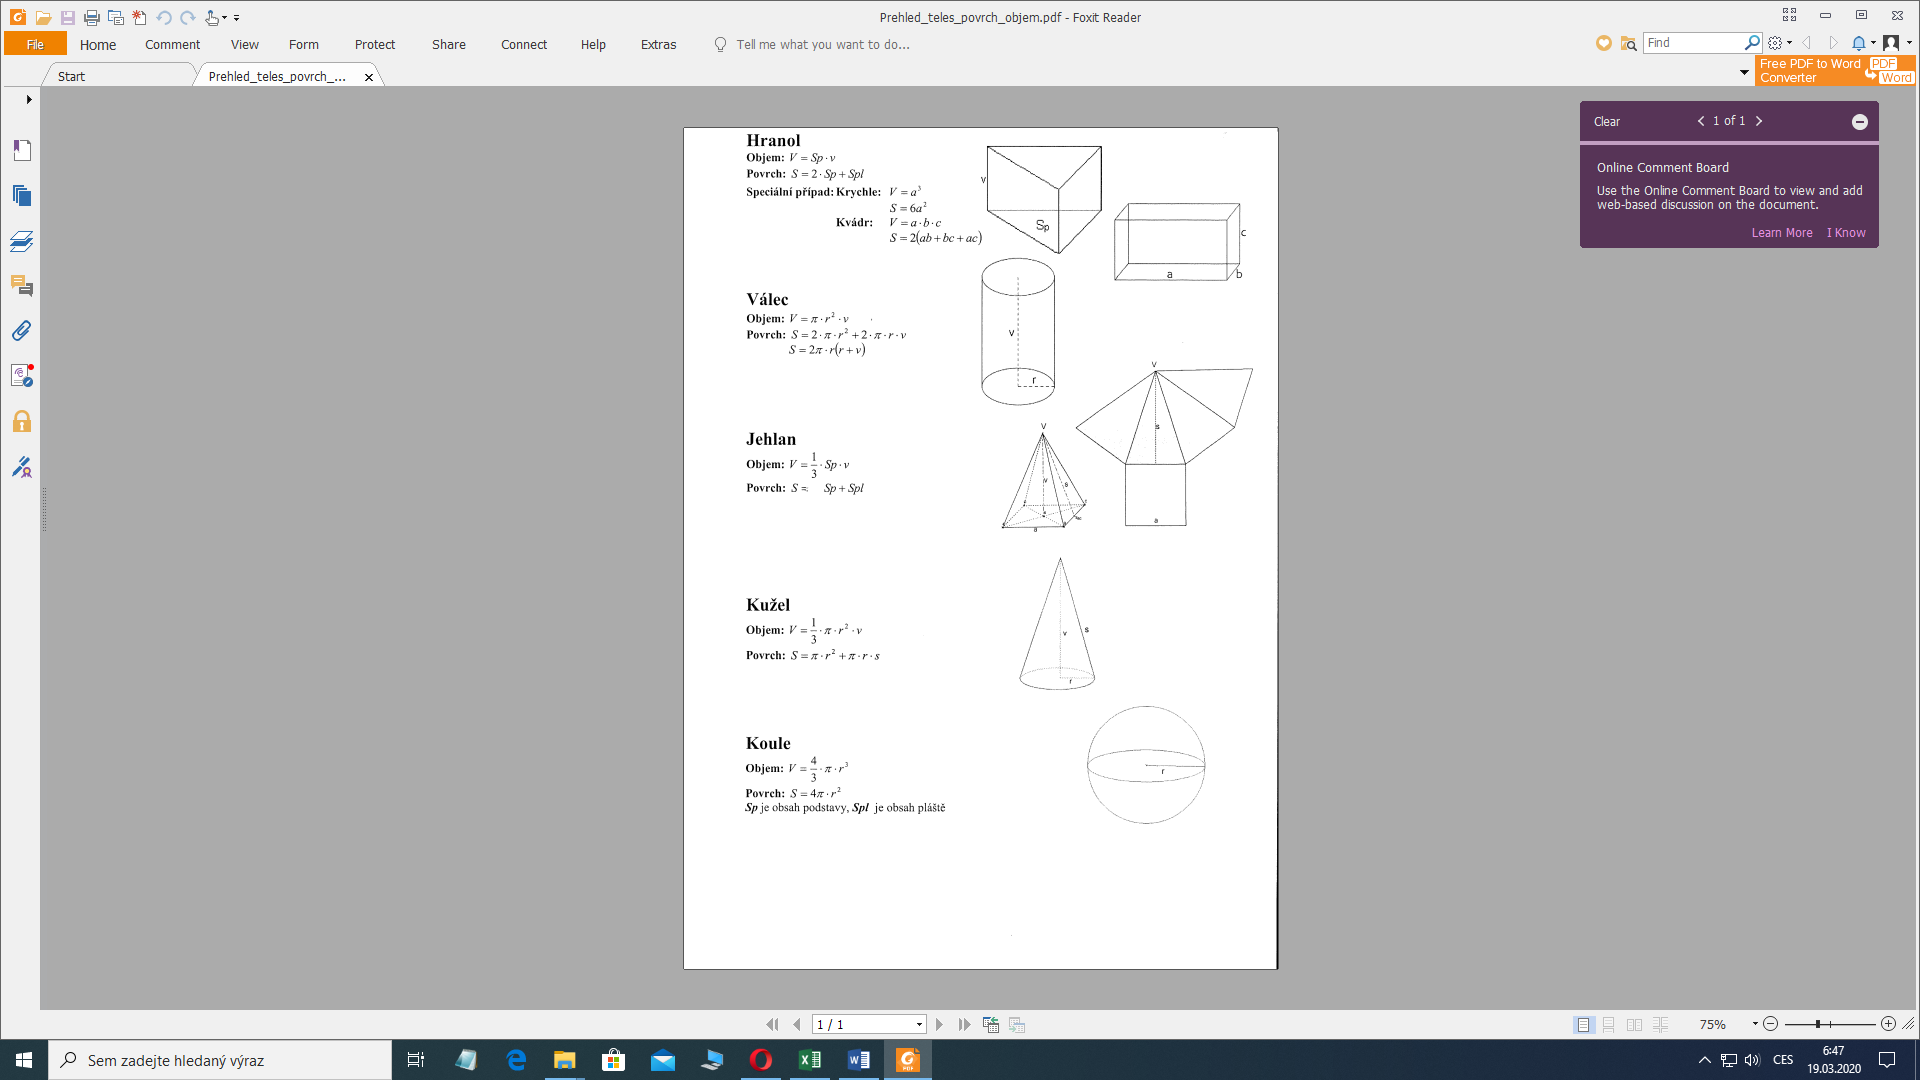 Prehled_teles_povrch_objem.pdf - Foxit Reader
File Home Comment View Form Protect Share Connect Help Extras Tell me what you want to do... Find
Start Prehled_teles_povrch_...
Free PDF to Word
Converter
PDF
Word
Clear 1 of 1
Online Comment Board
Use the Online Comment Board to view and add
web-based discussion on the document.
Learn More I Know
Hranol
Objem: V = Sp · v
Povrch: S = 2 · Sp + Spl
Speciální případ: Krychle: V = a³
S = 6a²
Kvádr: V = a · b · c
S = 2(ab + bc + ac)
v
Sp
c
a
b
Válec
Objem: V = π · r² · v
Povrch: S = 2 · π · r² + 2 · π · r · v
S = 2π · r(r + v)
v
r
Jehlan
Objem: V = 1/3 · Sp · v
Povrch: S = Sp + Spl
V
s
a
V
v
s
a
Kužel
Objem: V = 1/3 · π · r² · v
Povrch: S = π · r² + π · r · s
v
s
r
Koule
Objem: V = 4/3 · π · r³
Povrch: S = 4π · r²
Sp je obsah podstavy, Spl je obsah pláště
r
1 / 1
75%
Sem zadejte hledaný výraz
CES
6:47
19.03.2020